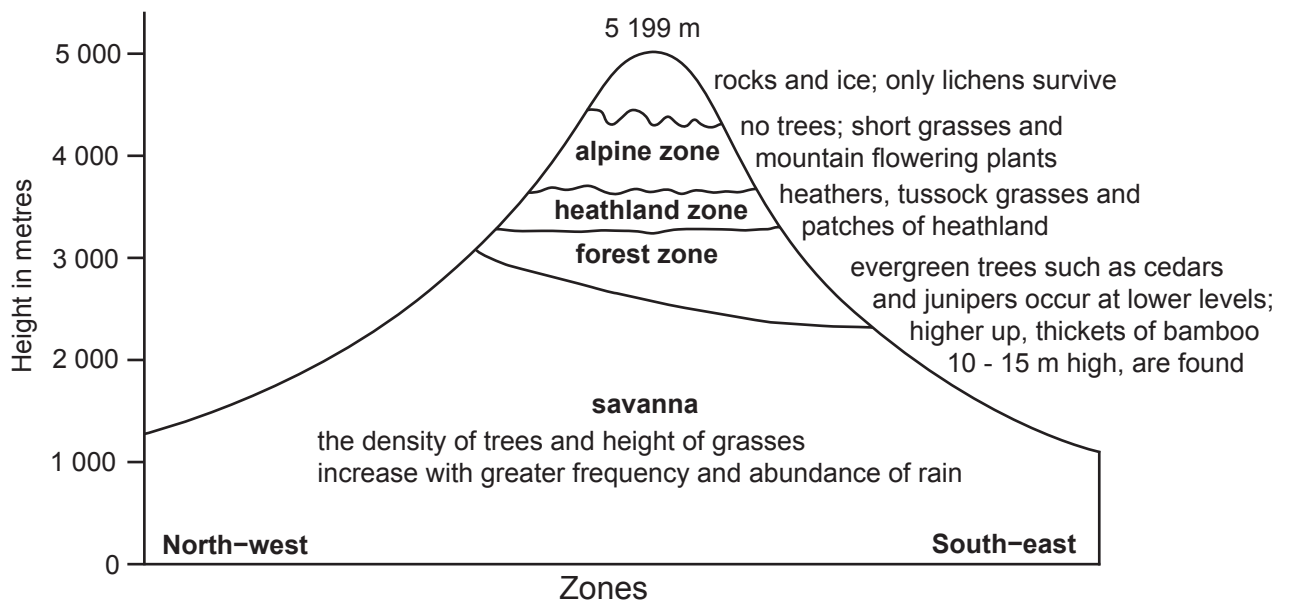 5 199 m
5 000
rocks and ice; only lichens survive
no trees; short grasses and
mountain flowering plants
4 000
alpine zone
heathers, tussock grasses and
patches of heathland
heathland zone
forest zone
3 000
evergreen trees such as cedars
and junipers occur at lower levels;
higher up, thickets of bamboo
10 - 15 m high, are found
2 000
savanna
the density of trees and height of grasses
increase with greater frequency and abundance of rain
1 000
North−west
South−east
0
Zones
Height in metres